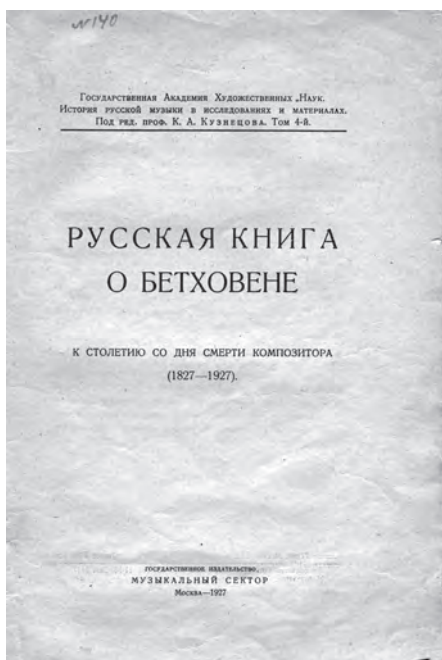 №140
Государственная Академия Художественных Наук.
История русской музыки в исследованиях и материалах.
Под ред. проф. К. А. Кузнецова. Том 4-й.
РУССКАЯ КНИГА
О БЕТХОВЕНЕ
К СТОЛЕТИЮ СО ДНЯ СМЕРТИ КОМПОЗИТОРА
(1827—1927).
ГОСУДАРСТВЕННОЕ ИЗДАТЕЛЬСТВО,
МУЗЫКАЛЬНЫЙ СЕКТОР
Москва—1927